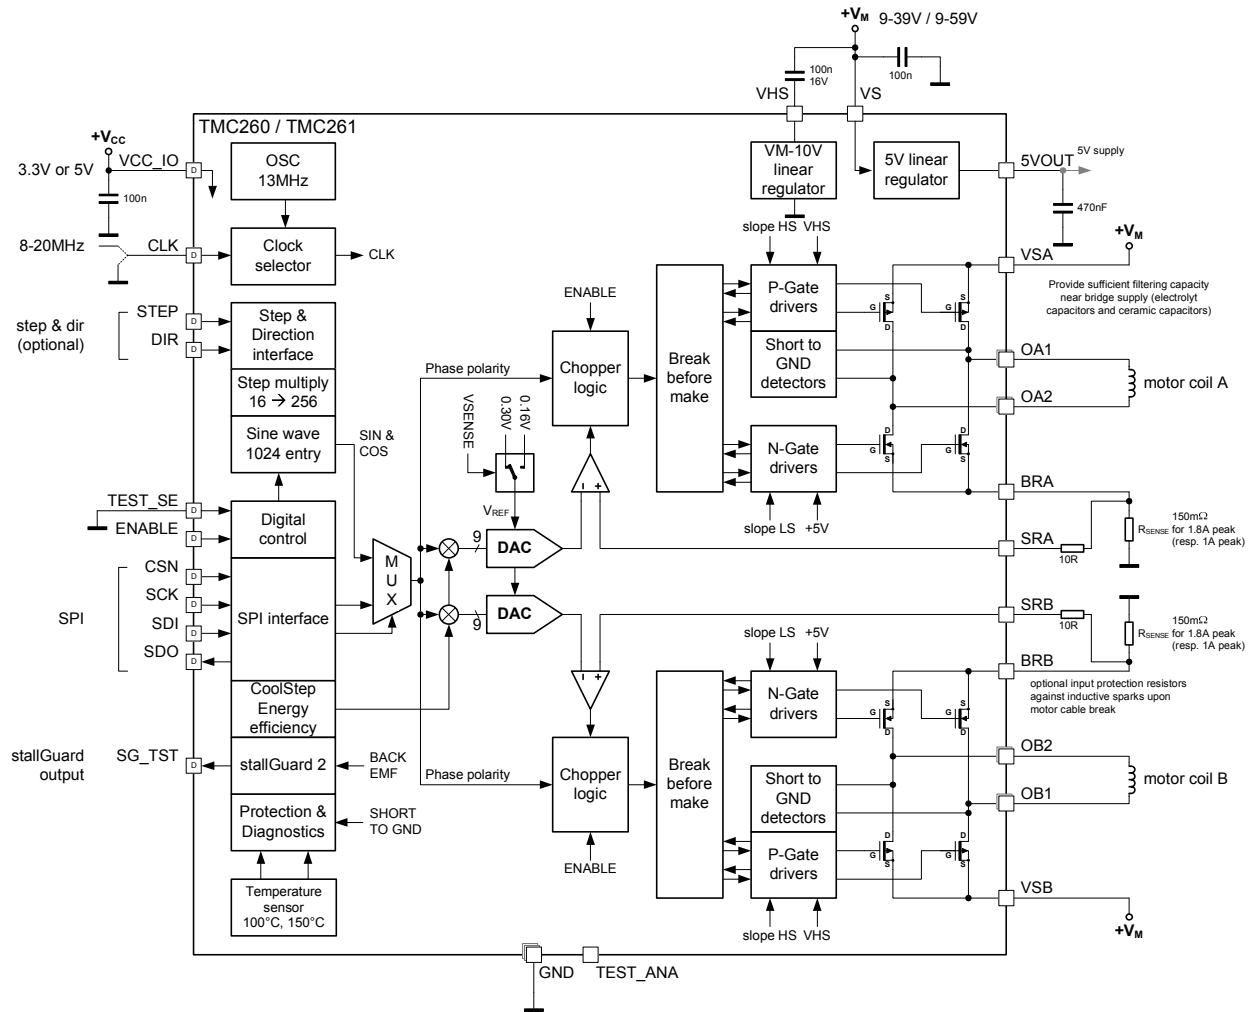 +VM
9-39V / 9-59V
100n
16V
100n
VHS
VS
TMC260 / TMC261
+VCC
3.3V or 5V
VCC_IO
D
100n
OSC
13MHz
VM-10V
linear
regulator
5V linear
regulator
5VOUT
5V supply
470nF
8-20MHz
CLK
D
Clock
selector
CLK
slope HS
VHS
+VM
VSA
ENABLE
P-Gate
drivers
Provide sufficient filtering capacity
near bridge supply (electrolyt
capacitors and ceramic capacitors)
step & dir
(optional)
STEP
D
DIR
D
Step &
Direction
interface
Step multiply
16 → 256
Sine wave
1024 entry
SIN &
COS
Phase polarity
Chopper
logic
Break
before
make
Short to
GND
detectors
S
G
D
S
G
D
OA1
OA2
motor coil A
VSENSE
0.30V
0.16V
VREF
N-Gate
drivers
D
G
S
D
G
S
slope LS
+5V
BRA
TEST_SE
D
ENABLE
D
Digital
control
M
U
X
9
DAC
- +
SRA
10R
150mΩ
RSENSE for 1.8A peak
(resp. 1A peak)
SPI
CSN
D
SCK
D
SDI
D
SDO
D
SPI interface
9
DAC
- +
SRB
10R
150mΩ
RSENSE for 1.8A peak
(resp. 1A peak)
slope LS
+5V
BRB
optional input protection resistors
against inductive sparks upon
motor cable break
CoolStep
Energy
efficiency
N-Gate
drivers
S
G
D
S
G
D
stallGuard
output
SG_TST
D
stallGuard 2
BACK
EMF
Phase polarity
Chopper
logic
Break
before
make
Short to
GND
detectors
OB2
OB1
motor coil B
Protection &
Diagnostics
SHORT
TO GND
ENABLE
P-Gate
drivers
D
G
S
D
G
S
Temperature
sensor
100°C, 150°C
slope HS
VHS
VSB
+VM
GND
TEST_ANA